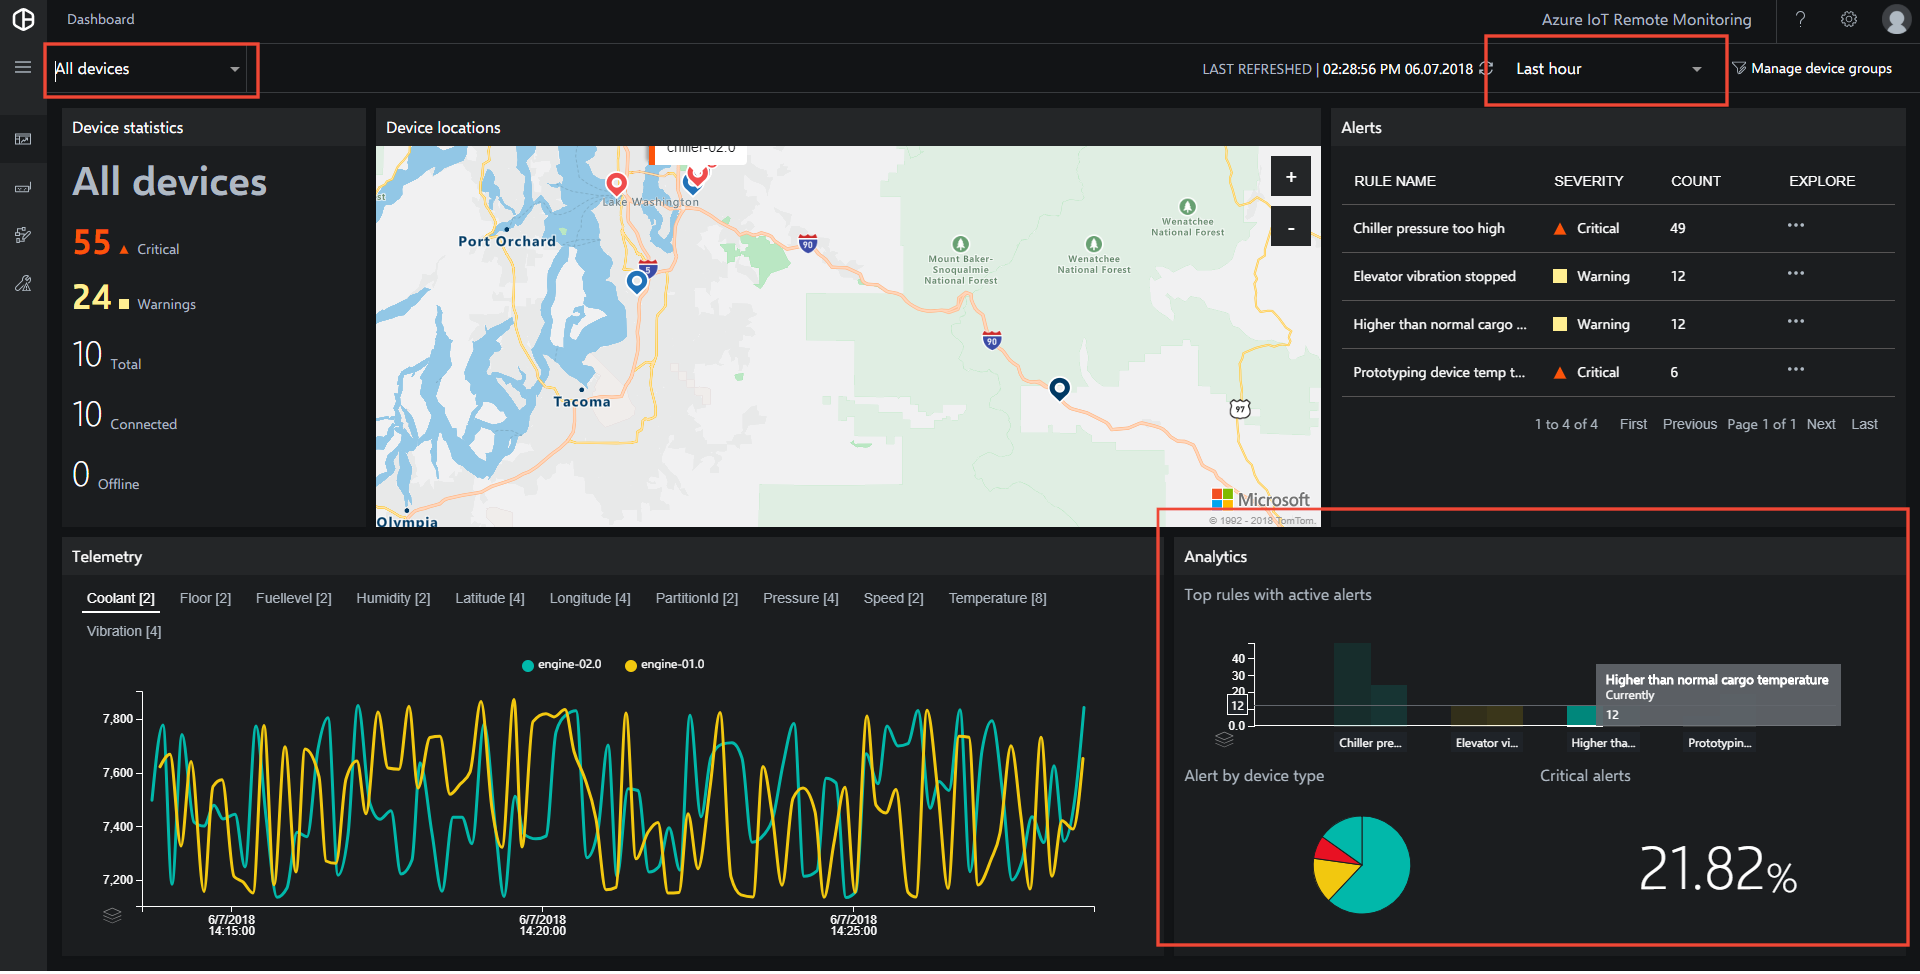 Dashboard
Azure IoT Remote Monitoring
?
All devices
LAST REFRESHED | 02:28:56 PM 06.07.2018
Last hour
Manage device groups
Device statistics
All devices
55 Critical
24 Warnings
10 Total
10 Connected
0 Offline
Device locations
chiller-02.0
+
-
Lake Washington
Port Orchard
90
5
Wenatchee
National Forest
Mount Baker-
Snoqualmie
National Forest
Wenatchee
National Forest
90
Tacoma
97
Olympia
Microsoft
© 1992 - 2018 TomTom.
Alerts
RULE NAME SEVERITY COUNT EXPLORE
Chiller pressure too high Critical 49 •••
Elevator vibration stopped Warning 12 •••
Higher than normal cargo ... Warning 12 •••
Prototyping device temp t... Critical 6 •••
1 to 4 of 4 First Previous Page 1 of 1 Next Last
Telemetry
Coolant [2] Floor [2] Fuellevel [2] Humidity [2] Latitude [4] Longitude [4] PartitionId [2] Pressure [4] Speed [2] Temperature [8]
Vibration [4]
engine-02.0 engine-01.0
7,800
7,600
7,400
7,200
6/7/2018 6/7/2018 6/7/2018
14:15:00 14:20:00 14:25:00
Analytics
Top rules with active alerts
40
30
20
12
0.0
Higher than normal cargo temperature
Currently
12
Chiller pre... Elevator vi... Higher tha... Prototypin...
Alert by device type
Critical alerts
21.82%